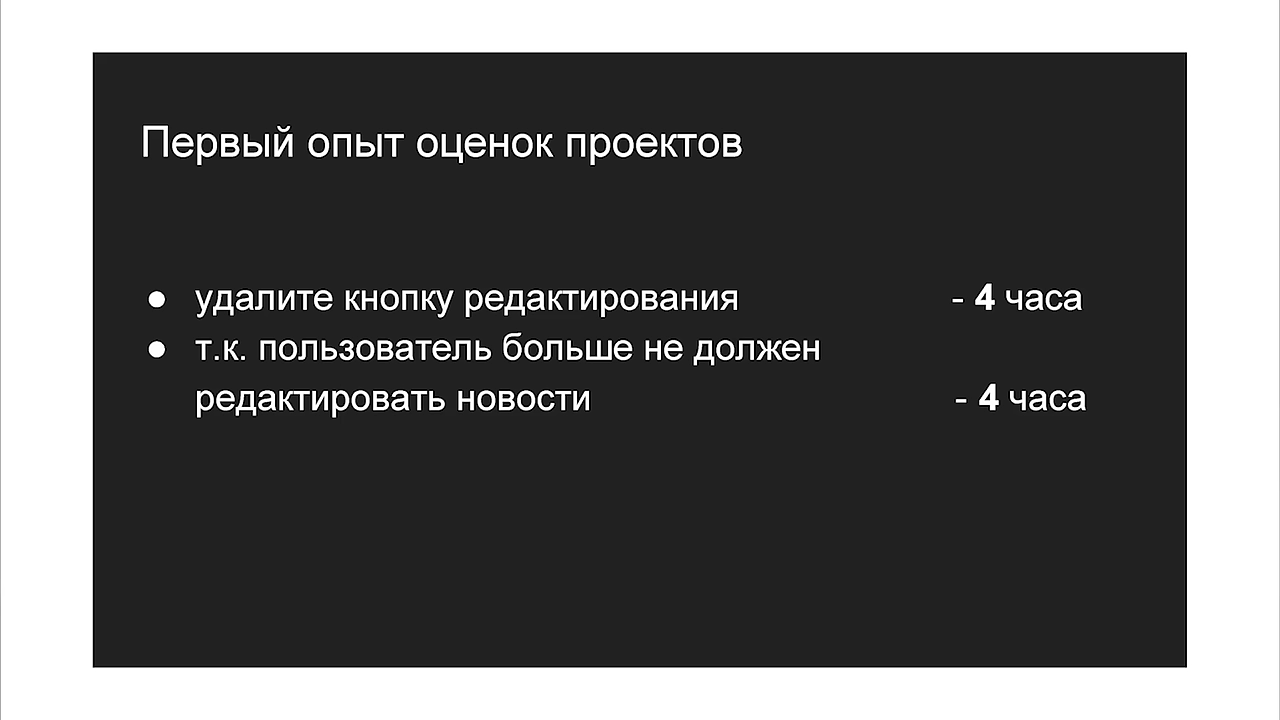 Первый опыт оценок проектов
● удалите кнопку редактирования - 4 часа
● т.к. пользователь больше не должен
редактировать новости - 4 часа